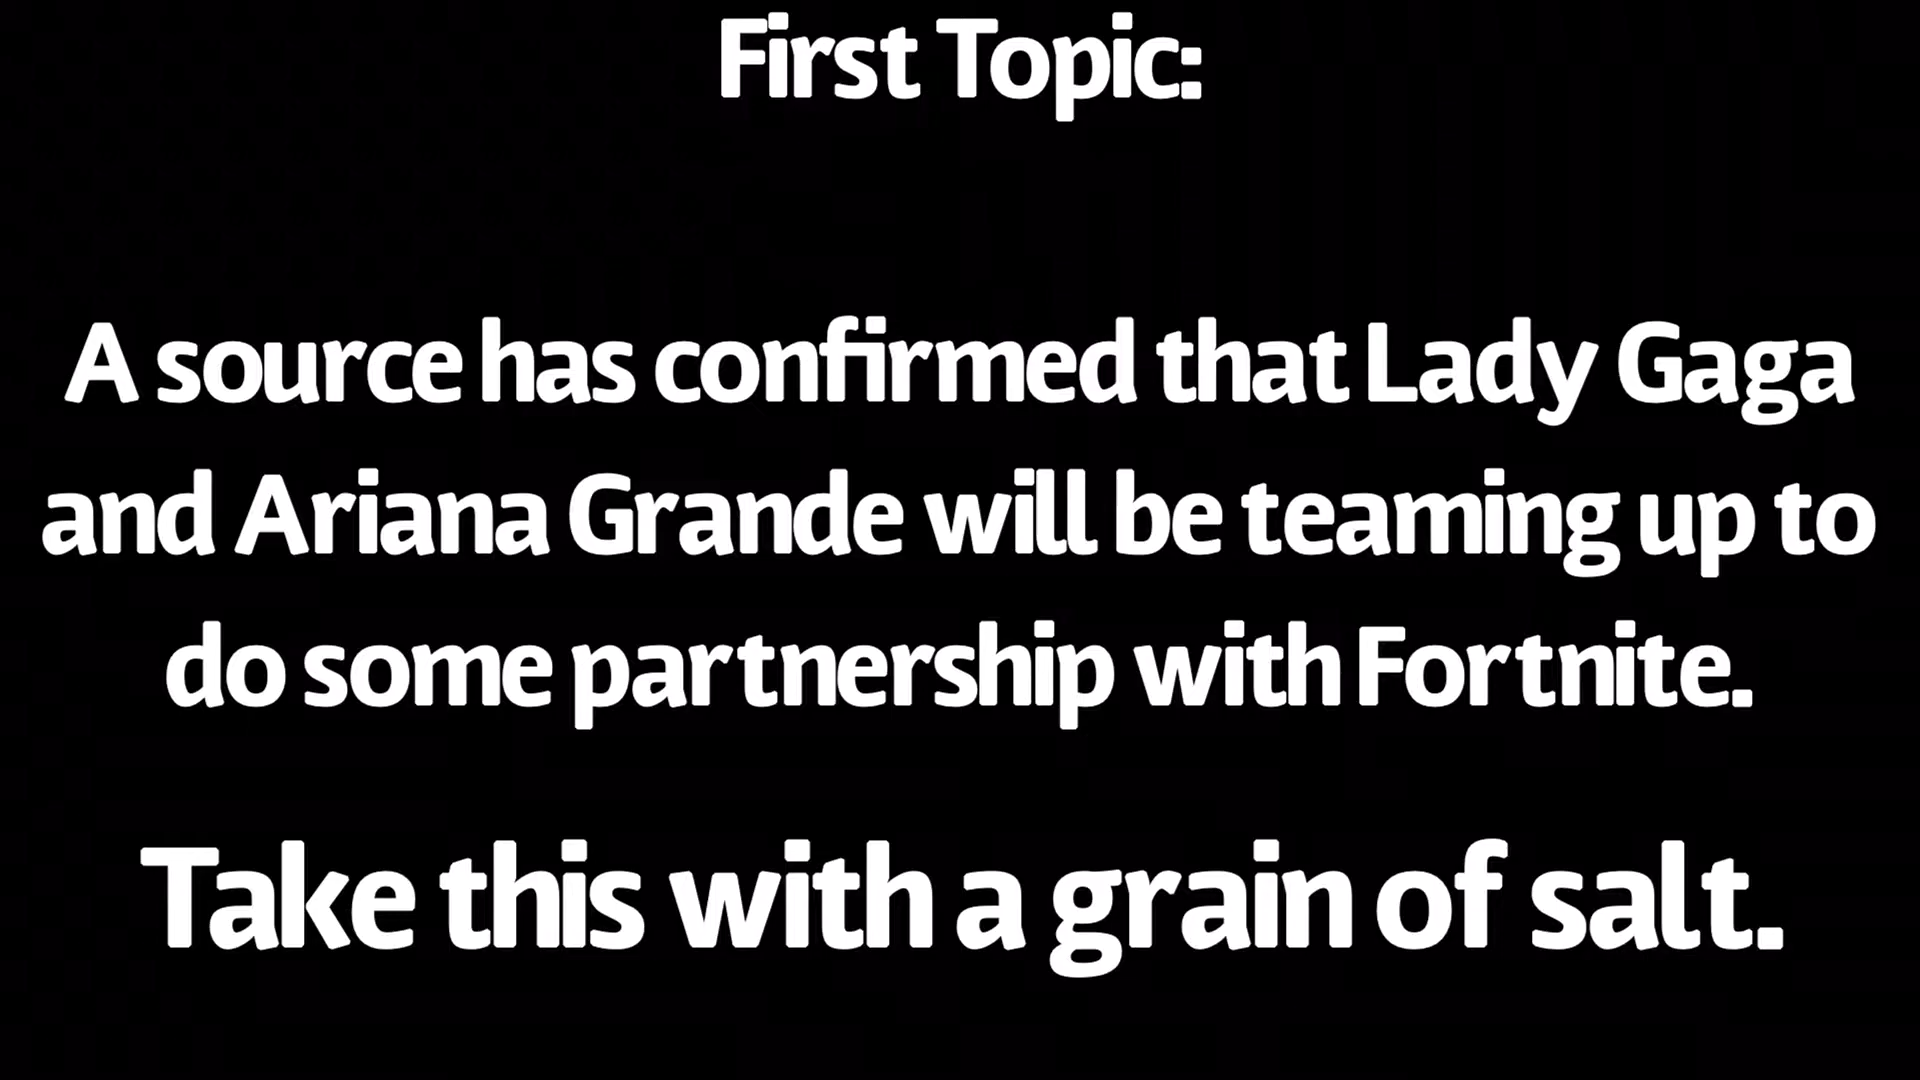 First Topic:
A source has confirmed that Lady Gaga
and Ariana Grande will be teaming up to
do some partnership with Fortnite.
Take this with a grain of salt.